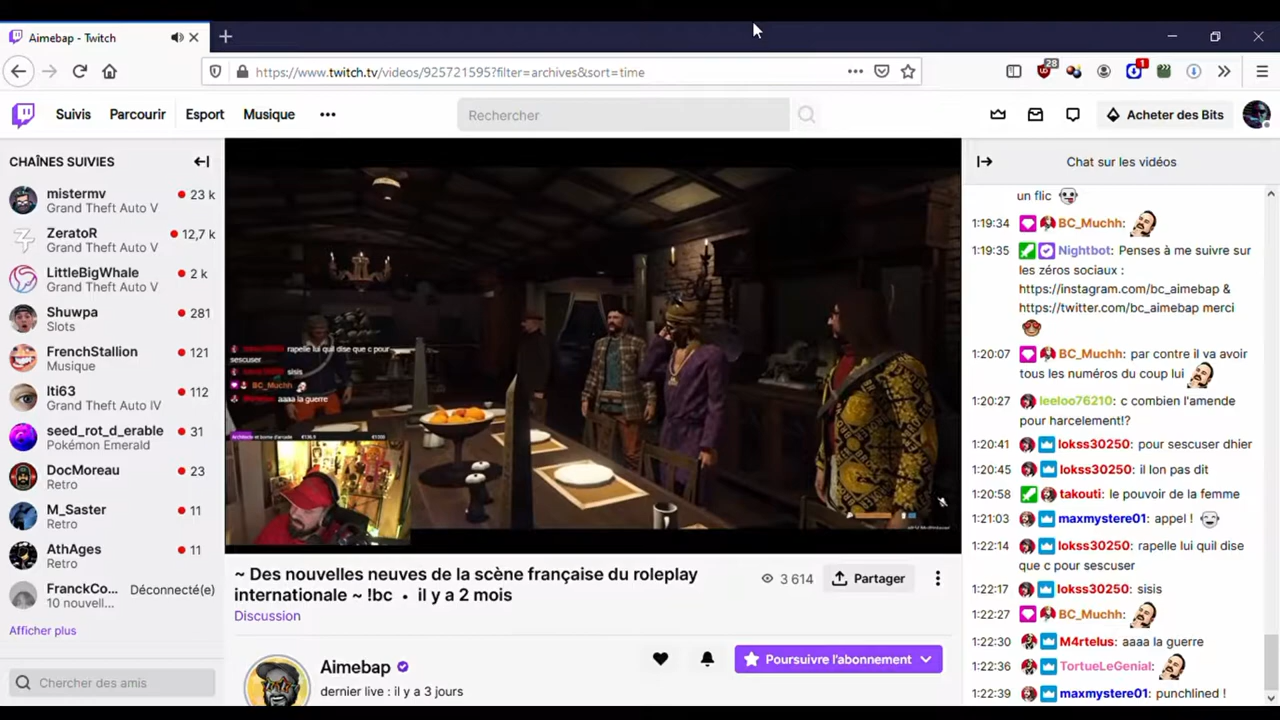 Aimebap - Twitch
https://www.twitch.tv/videos/925721595?filter=archives&sort=time
28
1
Suivis
Parcourir
Esport
Musique
Rechercher
Acheter des Bits
CHAÎNES SUIVIES
mistermv
23 k
Grand Theft Auto V
ZeratoR
12,7 k
Grand Theft Auto V
LittleBigWhale
2 k
Grand Theft Auto V
Shuwpa
281
Slots
FrenchStallion
121
Musique
lti63
112
Grand Theft Auto IV
seed_rot_d_erable
31
Pokémon Emerald
DocMoreau
23
Retro
M_Saster
11
Retro
AthAges
11
Retro
FranckCo...
Déconnecté(e)
10 nouvell...
Afficher plus
Chercher des amis
rapelle lui quil dise que c pour
sescuser
sisis
BC_Muchh
aaaa la guerre
~ Des nouvelles neuves de la scène française du roleplay
internationale ~ !bc • il y a 2 mois
3 614
Partager
Discussion
Aimebap
dernier live : il y a 3 jours
Poursuivre l'abonnement
Chat sur les vidéos
un flic
1:19:34 BC_Muchh:
1:19:35 Nightbot: Penses à me suivre sur
les zéros sociaux :
https://instagram.com/bc_aimebap &
https://twitter.com/bc_aimebap merci
1:20:07 BC_Muchh: par contre il va avoir
tous les numéros du coup lui
1:20:27 leeloo76210: c combien l'amende
pour harcelement!?
1:20:41 lokss30250: pour sescuser dhier
1:20:45 lokss30250: il lon pas dit
1:20:58 takouti: le pouvoir de la femme
1:21:03 maxmystere01: appel !
1:22:14 lokss30250: rapelle lui quil dise
que c pour sescuser
1:22:17 lokss30250: sisis
1:22:27 BC_Muchh:
1:22:30 M4rtelus: aaaa la guerre
1:22:36 TortueLeGenial:
1:22:39 maxmystere01: punchlined !